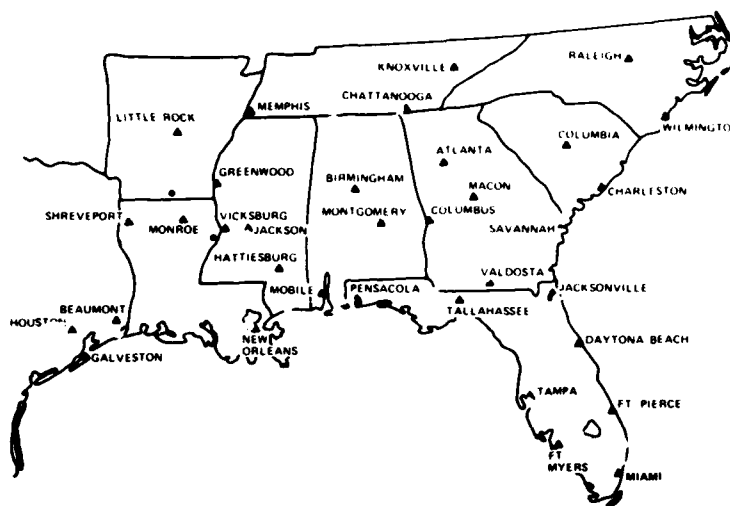 KNOXVILLE
RALEIGH
CHATTANOOGA
MEMPHIS
LITTLE ROCK
WILMINGTON
COLUMBIA
ATLANTA
GREENWOOD
BIRMINGHAM
MACON
CHARLESTON
SHREVEPORT
MONROE
VICKSBURG
JACKSON
MONTGOMERY
COLUMBUS
SAVANNAH
HATTIESBURG
VALDOSTA
MOBILE
PENSACOLA
JACKSONVILLE
TALLAHASSEE
BEAUMONT
HOUSTON
NEW
ORLEANS
DAYTONA BEACH
GALVESTON
TAMPA
FT PIERCE
FT
MYERS
MIAMI